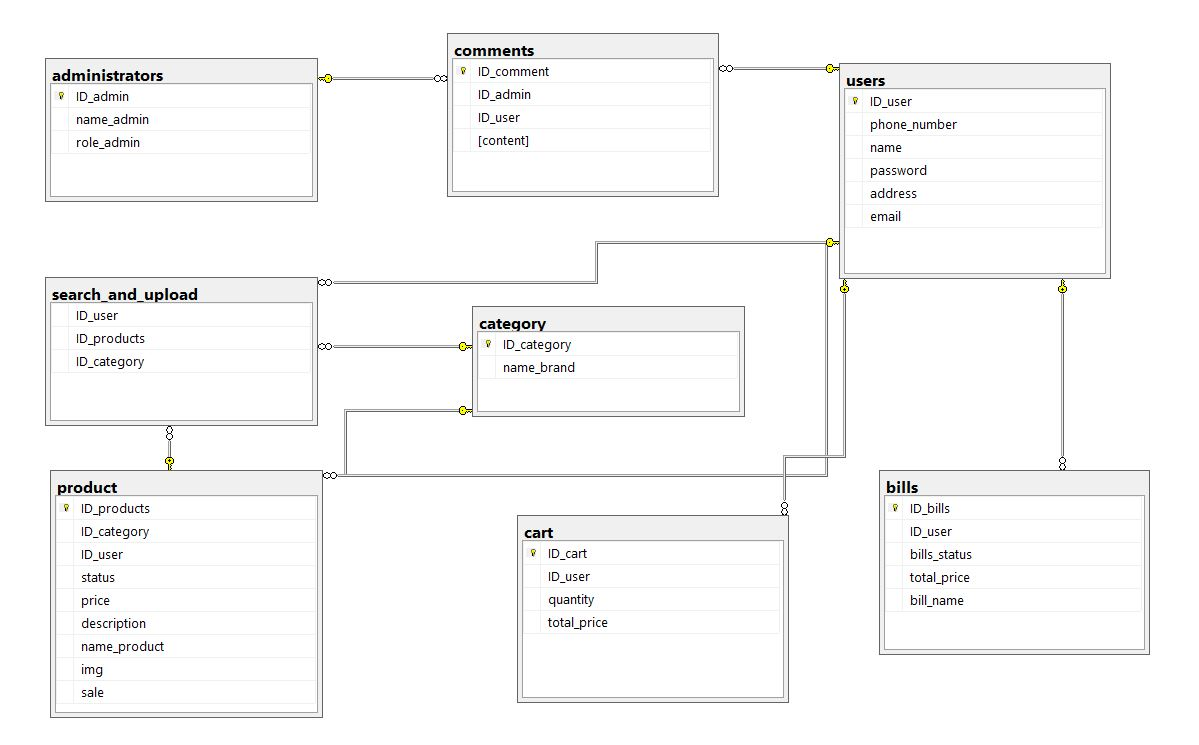 administrators
ID_admin
name_admin
role_admin
comments
ID_comment
ID_admin
ID_user
[content]
users
ID_user
phone_number
name
password
address
email
search_and_upload
ID_user
ID_products
ID_category
category
ID_category
name_brand
product
ID_products
ID_category
ID_user
status
price
description
name_product
img
sale
cart
ID_cart
ID_user
quantity
total_price
bills
ID_bills
ID_user
bills_status
total_price
bill_name